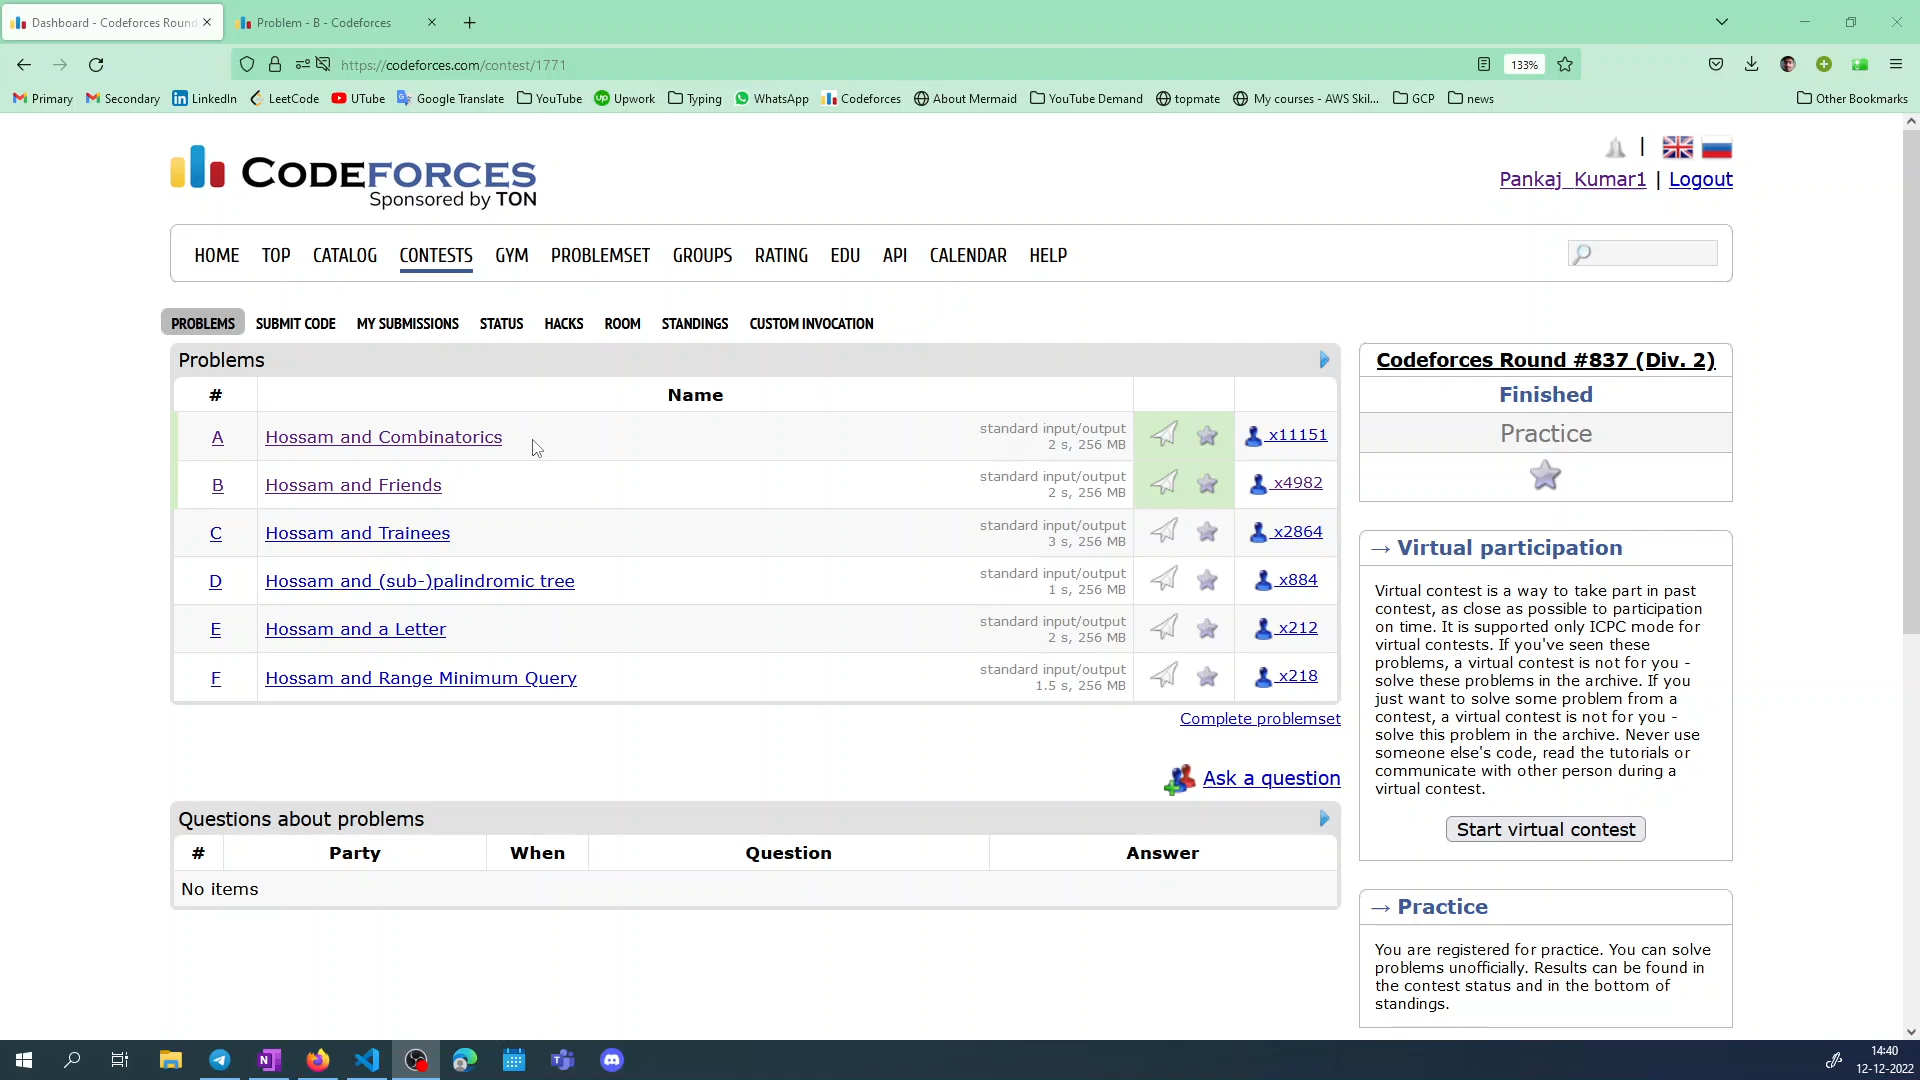 Dashboard - Codeforces Round
Problem - B - Codeforces
https://codeforces.com/contest/1771
133%
Primary
Secondary
LinkedIn
LeetCode
UTube
Google Translate
YouTube
Upwork
Typing
WhatsApp
Codeforces
About Mermaid
YouTube Demand
topmate
My courses - AWS Skil...
GCP
news
Other Bookmarks
CODEFORCES
Sponsored by TON
Pankaj_Kumar1 | Logout
HOME TOP CATALOG CONTESTS GYM PROBLEMSET GROUPS RATING EDU API CALENDAR HELP
PROBLEMS SUBMIT CODE MY SUBMISSIONS STATUS HACKS ROOM STANDINGS CUSTOM INVOCATION
Problems
# Name
A Hossam and Combinatorics standard input/output
2 s, 256 MB
x11151
B Hossam and Friends standard input/output
2 s, 256 MB
x4982
C Hossam and Trainees standard input/output
3 s, 256 MB
x2864
D Hossam and (sub-)palindromic tree standard input/output
1 s, 256 MB
x884
E Hossam and a Letter standard input/output
2 s, 256 MB
x212
F Hossam and Range Minimum Query standard input/output
1.5 s, 256 MB
x218
Complete problemset
Ask a question
Questions about problems
# Party When Question Answer
No items
Codeforces Round #837 (Div. 2)
Finished
Practice
→ Virtual participation
Virtual contest is a way to take part in past
contest, as close as possible to participation
on time. It is supported only ICPC mode for
virtual contests. If you've seen these
problems, a virtual contest is not for you -
solve these problems in the archive. If you
just want to solve some problem from a
contest, a virtual contest is not for you -
solve this problem in the archive. Never use
someone else's code, read the tutorials or
communicate with other person during a
virtual contest.
Start virtual contest
→ Practice
You are registered for practice. You can solve
problems unofficially. Results can be found in
the contest status and in the bottom of
standings.
14:40
12-12-2022